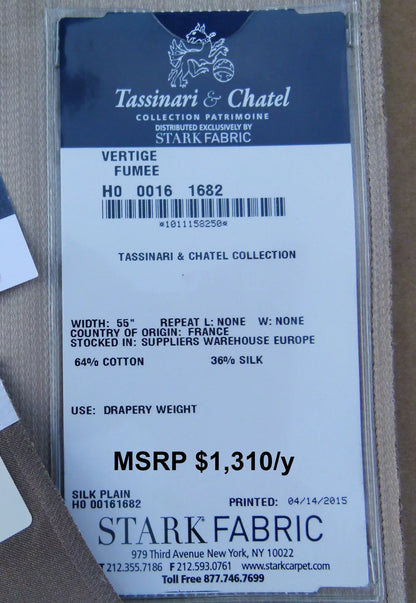 Tassinari & Chatel
COLLECTION PATRIMOINE
DISTRIBUTED EXCLUSIVELY BY
STARK FABRIC
VERTIGE
FUMEE
H0 0016 1682
*1011158250*
TASSINARI & CHATEL COLLECTION
WIDTH: 55" REPEAT L: NONE W: NONE
COUNTRY OF ORIGIN: FRANCE
STOCKED IN: SUPPLIERS WAREHOUSE EUROPE
64% COTTON 36% SILK
USE: DRAPERY WEIGHT
MSRP $1,310/y
SILK PLAIN
H0 00161682 PRINTED: 04/14/2015
STARK FABRIC
979 Third Avenue New York, NY 10022
T 212.355.7186 F 212.593.0761 www.starkcarpet.com
Toll Free 877.746.7699